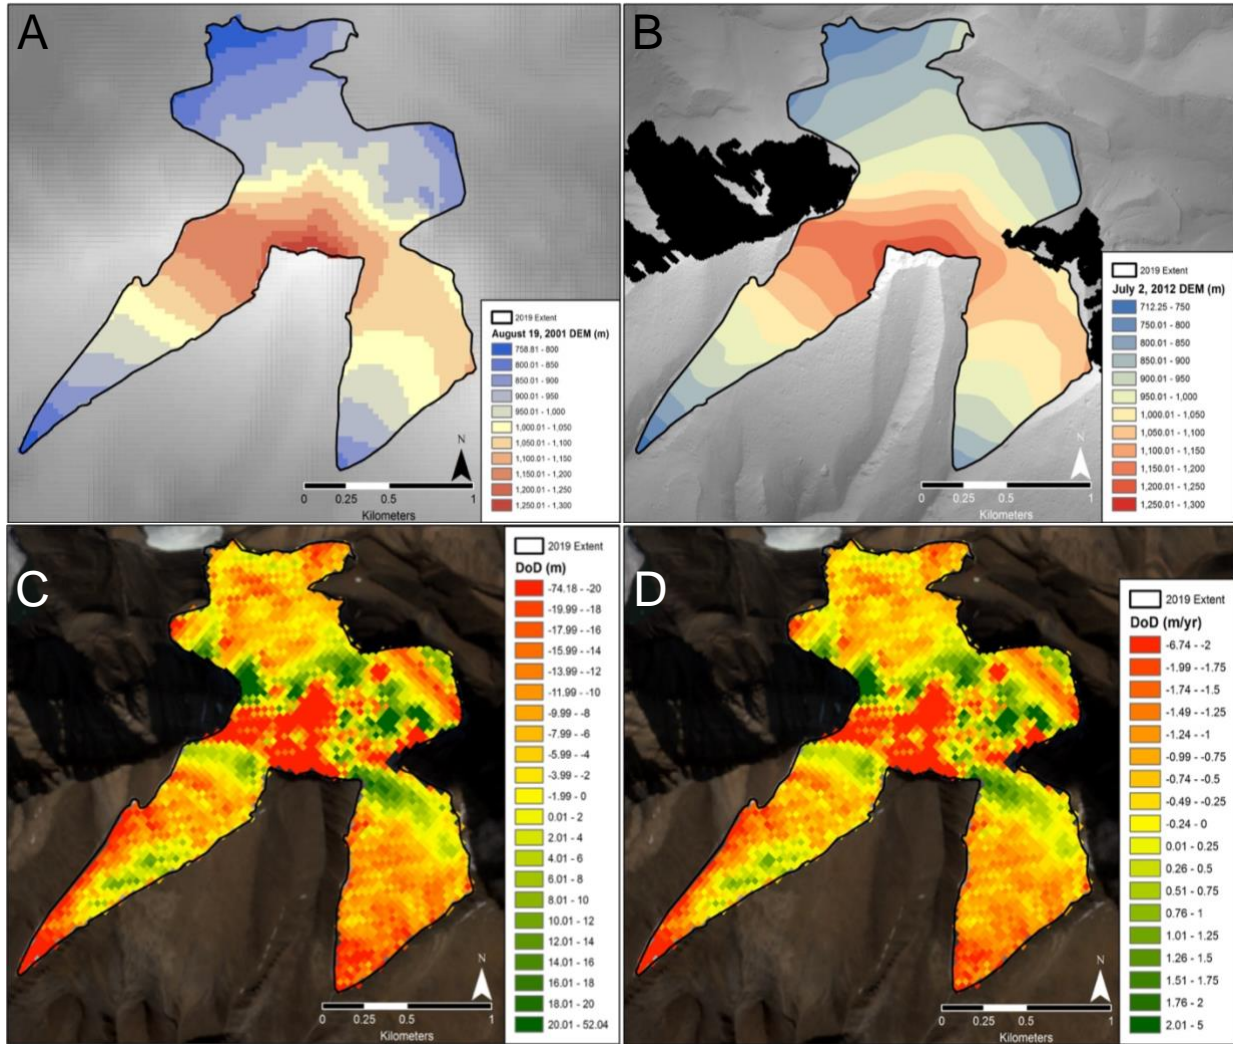 A
2019 Extent
August 19, 2001 DEM (m)
758.81 - 800
800.01 - 850
850.01 - 900
900.01 - 950
950.01 - 1,000
1,000.01 - 1,050
1,050.01 - 1,100
1,100.01 - 1,150
1,150.01 - 1,200
1,200.01 - 1,250
1,250.01 - 1,300
N
0 0.25 0.5 1
Kilometers
B
2019 Extent
July 2, 2012 DEM (m)
712.25 - 750
750.01 - 800
800.01 - 850
850.01 - 900
900.01 - 950
950.01 - 1,000
1,000.01 - 1,050
1,050.01 - 1,100
1,100.01 - 1,150
1,150.01 - 1,200
1,200.01 - 1,250
1,250.01 - 1,300
N
0 0.25 0.5 1
Kilometers
C
2019 Extent
DoD (m)
-74.18 - -20
-19.99 - -18
-17.99 - -16
-15.99 - -14
-13.99 - -12
-11.99 - -10
-9.99 - -8
-7.99 - -6
-5.99 - -4
-3.99 - -2
-1.99 - 0
0.01 - 2
2.01 - 4
4.01 - 6
6.01 - 8
8.01 - 10
10.01 - 12
12.01 - 14
14.01 - 16
16.01 - 18
18.01 - 20
20.01 - 52.04
N
0 0.25 0.5 1
Kilometers
D
2019 Extent
DoD (m/yr)
-6.74 - -2
-1.99 - -1.75
-1.74 - -1.5
-1.49 - -1.25
-1.24 - -1
-0.99 - -0.75
-0.74 - -0.5
-0.49 - -0.25
-0.24 - 0
0.01 - 0.25
0.26 - 0.5
0.51 - 0.75
0.76 - 1
1.01 - 1.25
1.26 - 1.5
1.51 - 1.75
1.76 - 2
2.01 - 5
N
0 0.25 0.5 1
Kilometers